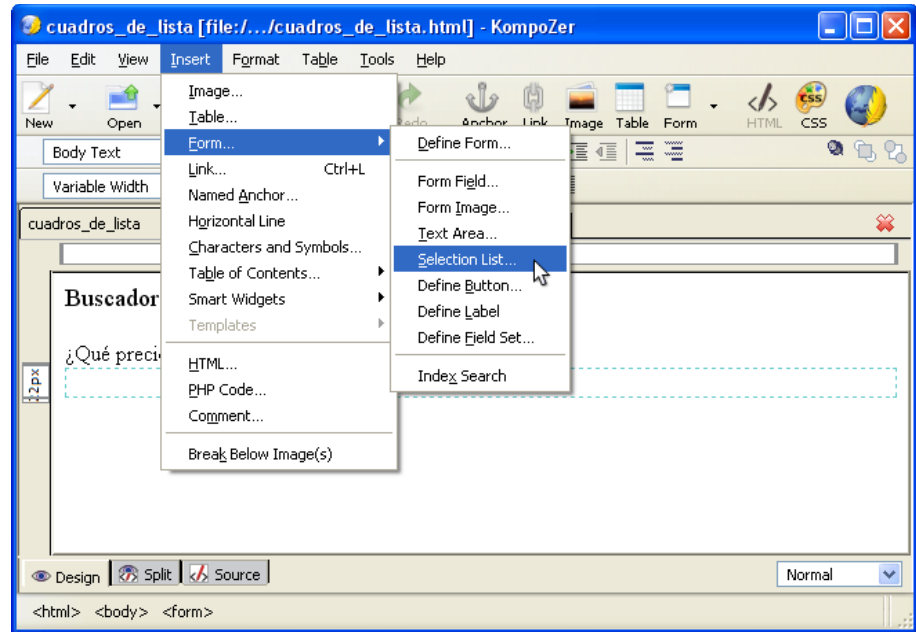 cuadros_de_lista [file:/.../cuadros_de_lista.html] - KompoZer
File Edit View Insert Format Table Tools Help
New Open Redo Anchor Link Image Table Form HTML CSS
Body Text
Variable Width
cuadros_de_lista
Image...
Table...
Form...
Link... Ctrl+L
Named Anchor...
Horizontal Line
Characters and Symbols...
Table of Contents...
Smart Widgets
Templates
HTML...
PHP Code...
Comment...
Break Below Image(s)
Define Form...
Form Field...
Form Image...
Text Area...
Selection List...
Define Button...
Define Label
Define Field Set...
Index Search
Buscador
¿Qué preci
Design Split Source Normal
<html> <body> <form>